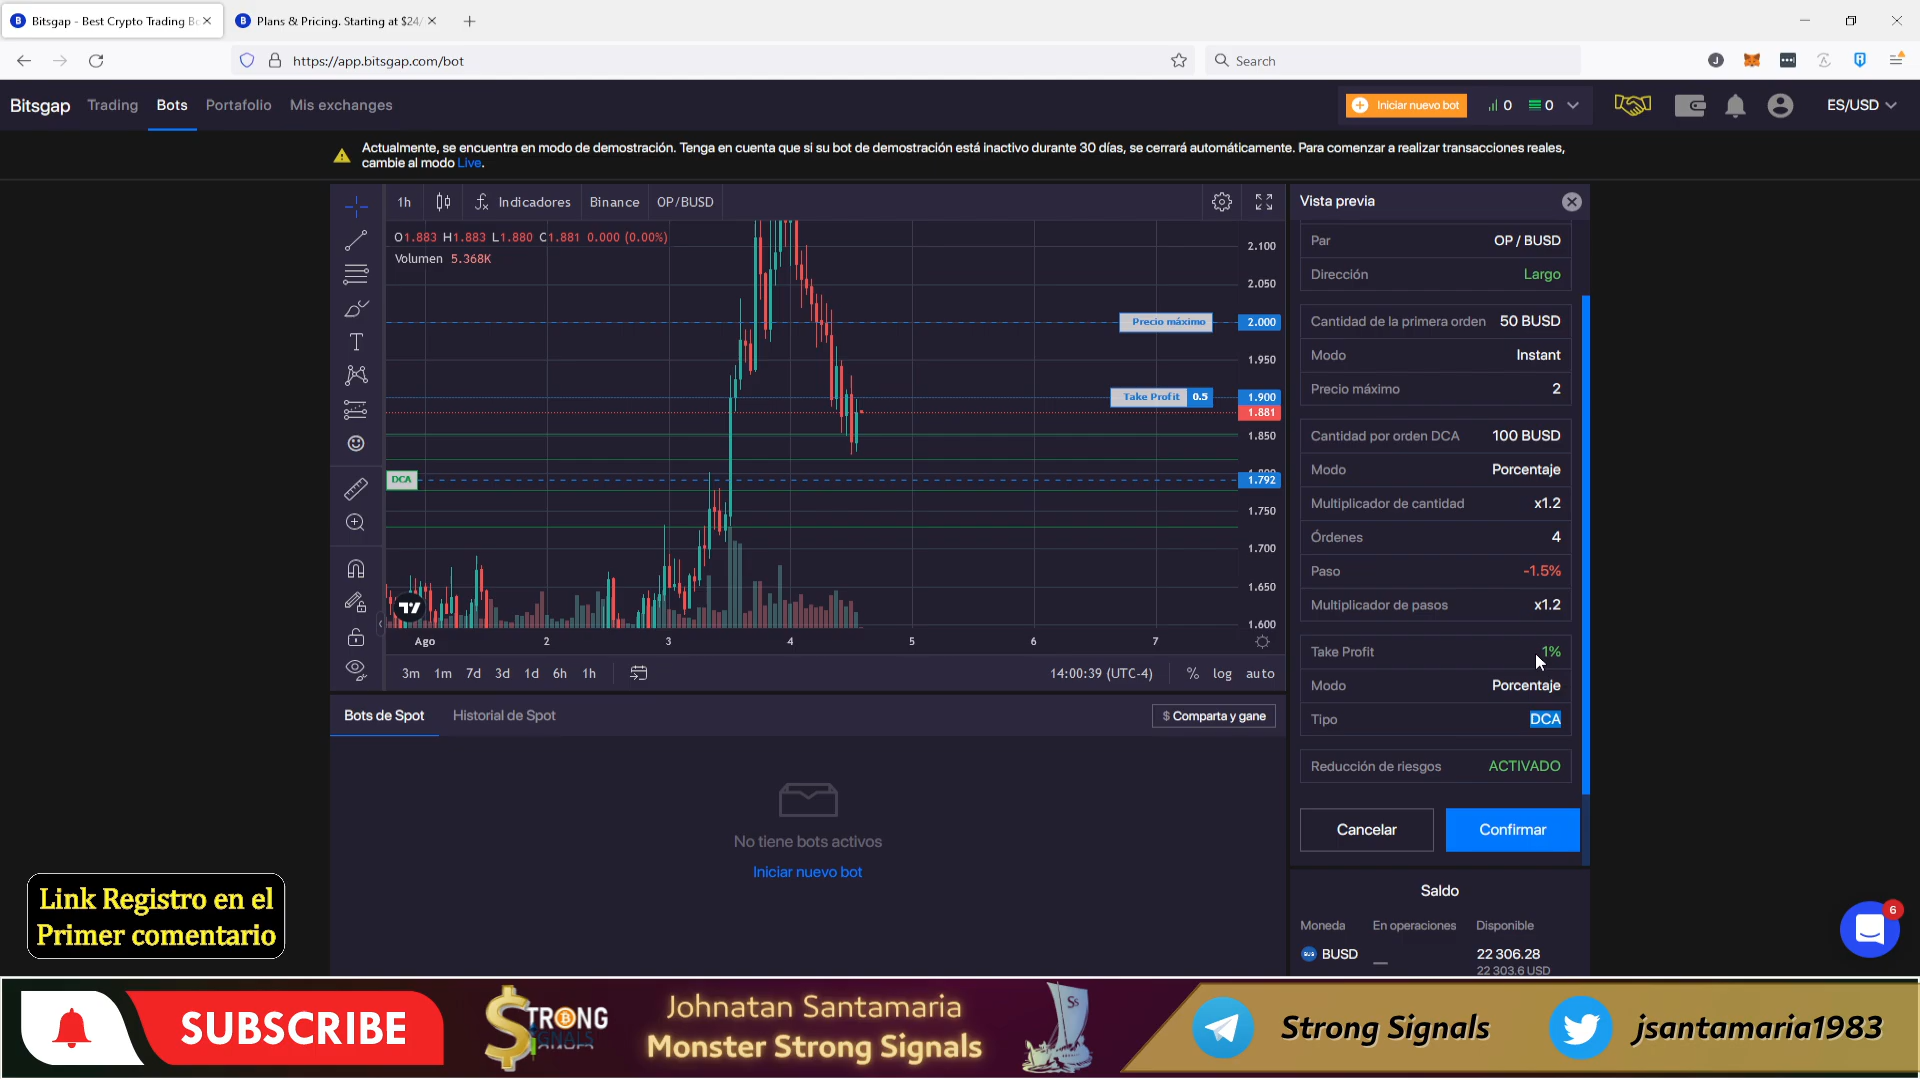 Bitsgap - Best Crypto Trading Bo
Plans & Pricing. Starting at $24/
https://app.bitsgap.com/bot
Search
Bitsgap
Trading
Bots
Portafolio
Mis exchanges
Iniciar nuevo bot
0
0
ES/USD
Actualmente, se encuentra en modo de demostración. Tenga en cuenta que si su bot de demostración está inactivo durante 30 días, se cerrará automáticamente. Para comenzar a realizar transacciones reales,
cambie al modo Live.
1h
Indicadores
Binance
OP/BUSD
O1.883 H1.883 L1.880 C1.881 0.000 (0.00%)
Volumen 5.368K
2.100
2.050
Precio máximo
2.000
1.950
Take Profit 0.5
1.900
1.881
1.850
DCA
1.792
1.750
1.700
1.650
1.600
Ago
2
3
4
5
6
7
3m
1m
7d
3d
1d
6h
1h
14:00:39 (UTC-4)
%
log
auto
Vista previa
Par
OP / BUSD
Dirección
Largo
Cantidad de la primera orden
50 BUSD
Modo
Instant
Precio máximo
2
Cantidad por orden DCA
100 BUSD
Modo
Porcentaje
Multiplicador de cantidad
x1.2
Órdenes
4
Paso
-1.5%
Multiplicador de pasos
x1.2
Take Profit
1%
Modo
Porcentaje
Tipo
DCA
Reducción de riesgos
ACTIVADO
Cancelar
Confirmar
Bots de Spot
Historial de Spot
$ Comparta y gane
No tiene bots activos
Iniciar nuevo bot
Saldo
Moneda
En operaciones
Disponible
BUSD
22 306.28
22 303.6 USD
6
Link Registro en el
Primer comentario
SUBSCRIBE
STRONG
SIGNALS
Johnatan Santamaria
Monster Strong Signals
Ss
Strong Signals
jsantamaria1983